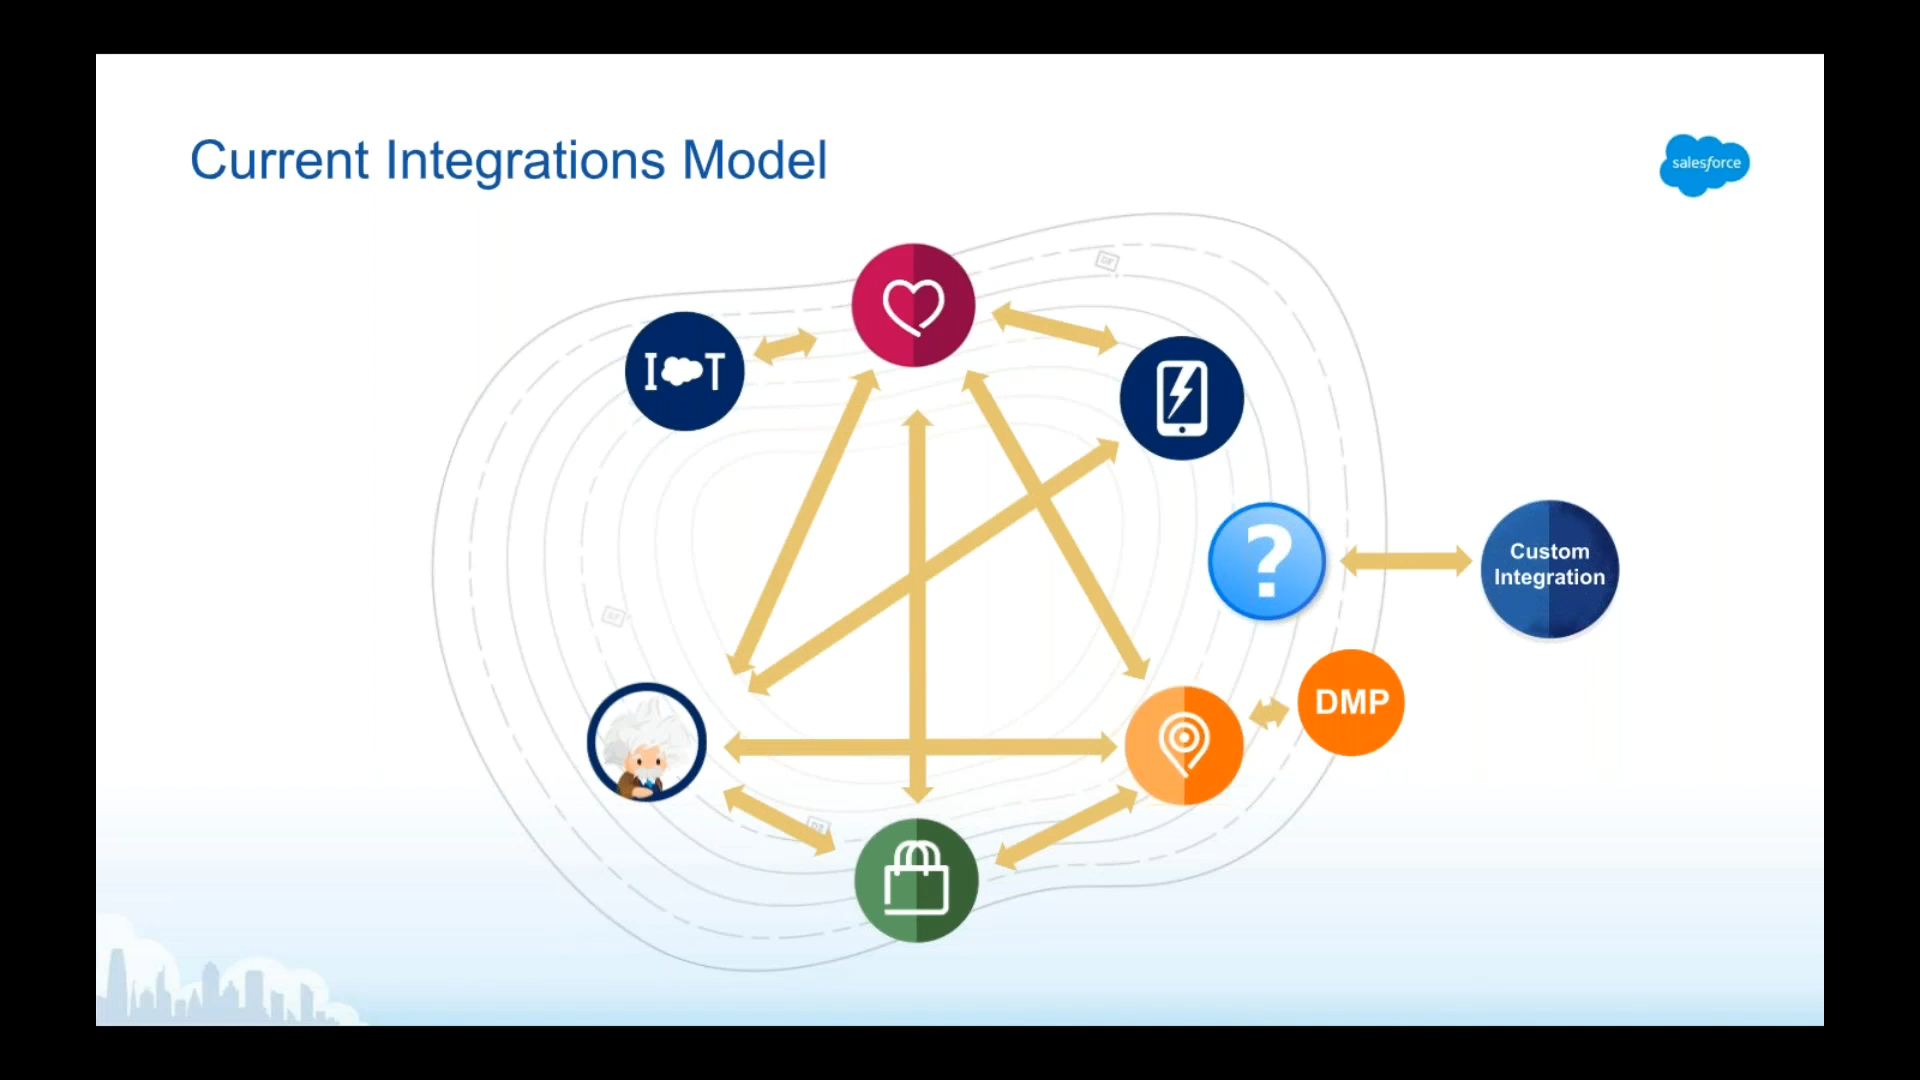 Current Integrations Model
salesforce
I T
?
Custom
Integration
DMP